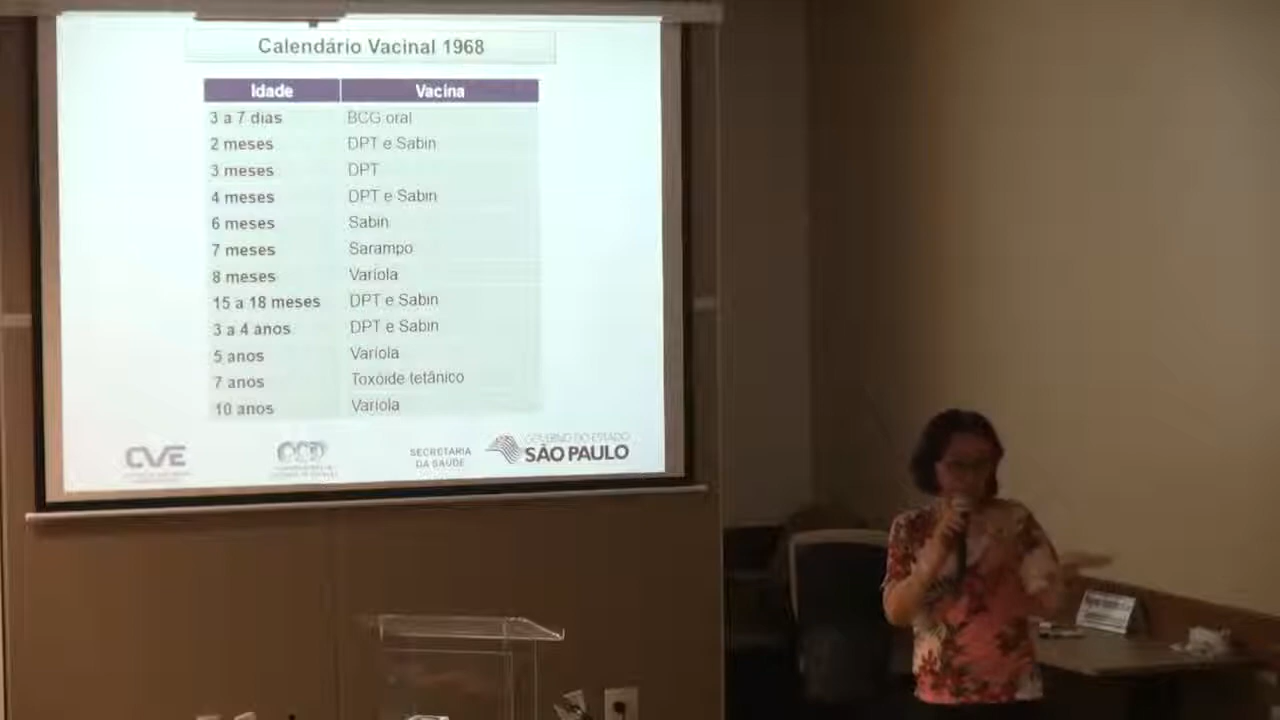 Calendário Vacinal 1968
Idade Vacina
3 a 7 dias BCG oral
2 meses DPT e Sabin
3 meses DPT
4 meses DPT e Sabin
6 meses Sabin
7 meses Sarampo
8 meses Varíola
15 a 18 meses DPT e Sabin
3 a 4 anos DPT e Sabin
5 anos Varíola
7 anos Toxóide tetânico
10 anos Varíola
CVE
SECRETARIA
DA SAÚDE
GOVERNO DO ESTADO
SÃO PAULO